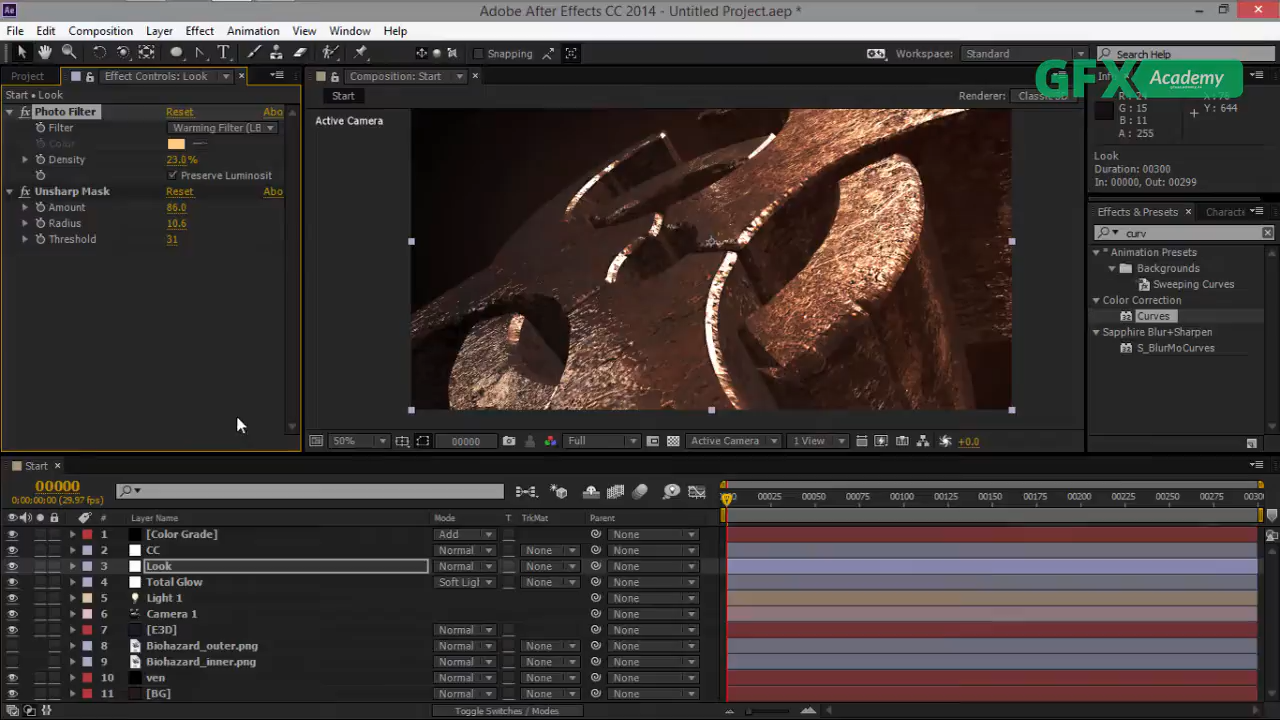 Adobe After Effects CC 2014 - Untitled Project.aep *
File Edit Composition Layer Effect Animation View Window Help
Snapping
Workspace: Standard
Search Help
GFX Academy
Project
Effect Controls: Look
Composition: Start
Start • Look
Start
Renderer:
Active Camera
Photo Filter Reset Abo
Filter Warming Filter (LB
Color
Density 23.0 %
Preserve Luminosit
Unsharp Mask Reset Abo
Amount 86.0
Radius 10.6
Threshold 31
G : 15
B : 11
A : 255
Y : 644
Look
Duration: 00300
In: 00000, Out: 00299
Effects & Presets
Characte
curv
* Animation Presets
Backgrounds
Sweeping Curves
Color Correction
Curves
Sapphire Blur+Sharpen
S_BlurMoCurves
50% 00000 Full Active Camera 1 View +0.0
Start
00000
0;00;00;00 (29.97 fps)
00025 00050 00075 00100 00125 00150 00175 00200 00225 00250 00275
# Layer Name Mode T TrkMat Parent
1 [Color Grade] Add None
2 CC Normal None None
3 Look Normal None None
4 Total Glow Soft Ligl None None
5 Light 1 None
6 Camera 1 None
7 [E3D] Normal None
8 Biohazard_outer.png Normal None None
9 Biohazard_inner.png Normal None None
10 ven Normal None None
11 [BG] Normal None None
Toggle Switches / Modes